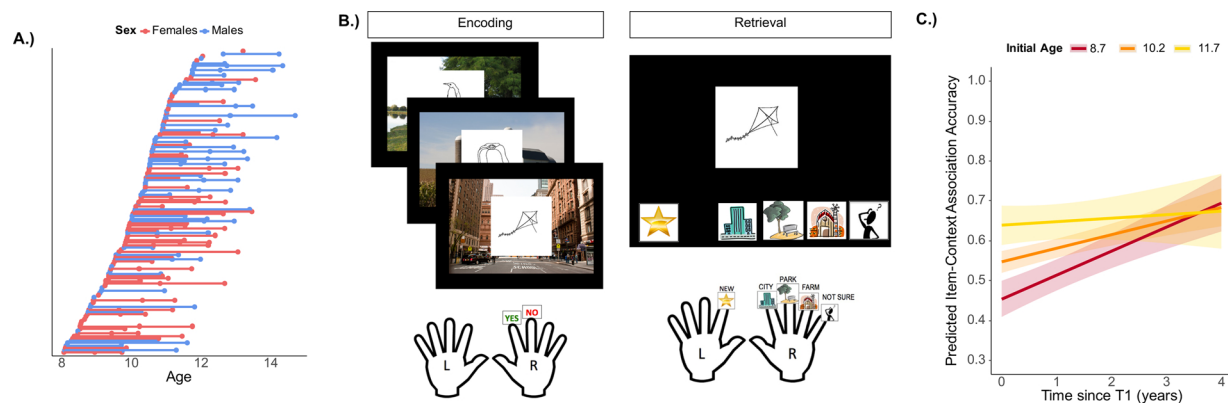 A.)
Sex Females Males
8 10 12 14
Age
B.)
Encoding
Retrieval
YES NO
L R
NEW CITY PARK FARM NOT SURE
L R
C.)
Initial Age 8.7 10.2 11.7
Predicted Item-Context Association Accuracy
1.0
0.9
0.8
0.7
0.6
0.5
0.4
0.3
0 1 2 3 4
Time since T1 (years)